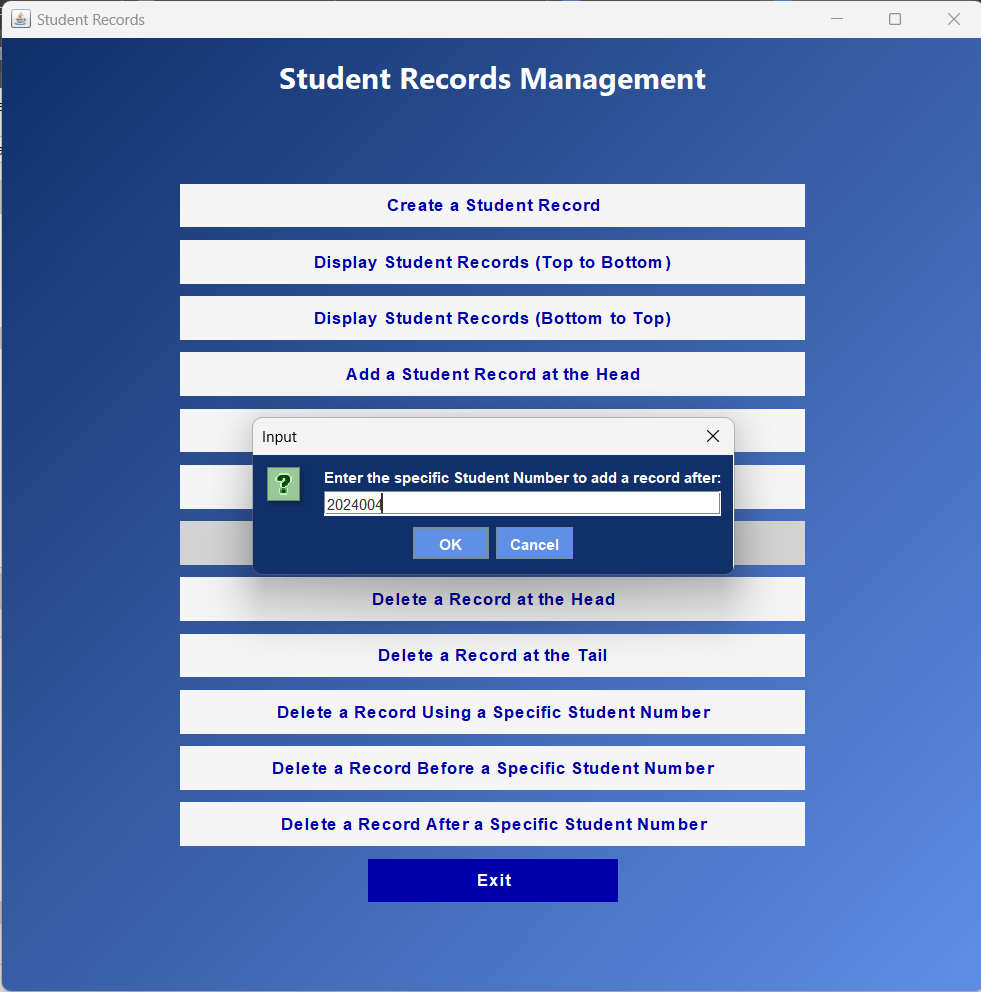 Student Records
Student Records Management
Create a Student Record
Display Student Records (Top to Bottom)
Display Student Records (Bottom to Top)
Add a Student Record at the Head
Input
Enter the specific Student Number to add a record after:
2024004
OK
Cancel
Delete a Record at the Head
Delete a Record at the Tail
Delete a Record Using a Specific Student Number
Delete a Record Before a Specific Student Number
Delete a Record After a Specific Student Number
Exit